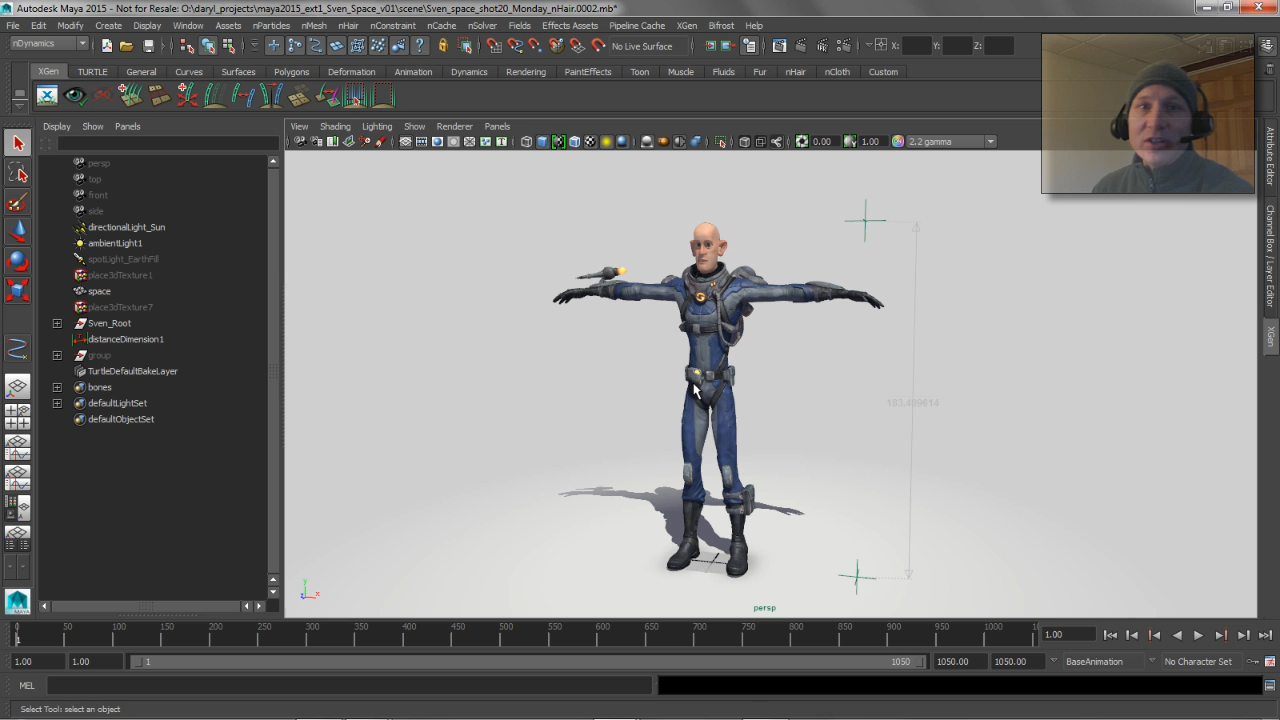 Autodesk Maya 2015 - Not for Resale: O:\daryl_projects\maya2015_ext1_Sven_Space_v01\scene\Sven_space_shot20_Monday_nHair.0002.mb*
File Edit Modify Create Display Window Assets nParticles nMesh nHair nConstraint nCache nSolver Fields Effects Assets Pipeline Cache XGen Bifrost Help
nDynamics No Live Surface X: Y: Z:
XGen TURTLE General Curves Surfaces Polygons Deformation Animation Dynamics Rendering PaintEffects Toon Muscle Fluids Fur nHair nCloth Custom
Display Show Panels
View Shading Lighting Show Renderer Panels
0.00 1.00 2.2 gamma
persp
top
front
side
directionalLight_Sun
ambientLight1
spotLight_EarthFill
place3dTexture1
space
place3dTexture7
Sven_Root
distanceDimension1
group
TurtleDefaultBakeLayer
bones
defaultLightSet
defaultObjectSet
183.489614
persp
y
x
Attribute Editor
Channel Box / Layer Editor
XGen
MAYA
0 50 100 150 200 250 300 350 400 450 500 550 600 650 700 750 800 850 900 950 1000
1
1.00
1.00 1.00 1 1050 1050.00 1050.00 BaseAnimation No Character Set
MEL
Select Tool: select an object